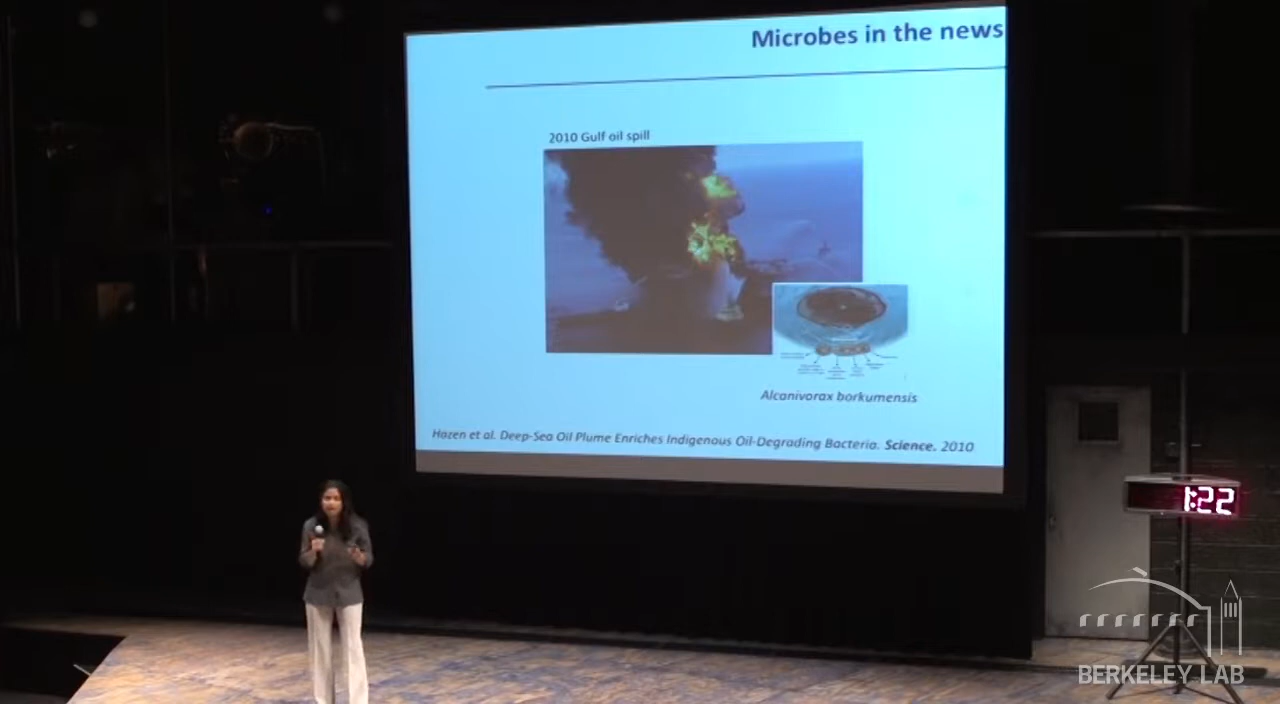 Microbes in the news
2010 Gulf oil spill
Alcanivorax borkumensis
Hazen et al. Deep-Sea Oil Plume Enriches Indigenous Oil-Degrading Bacteria. Science. 2010
1:22
BERKELEY LAB